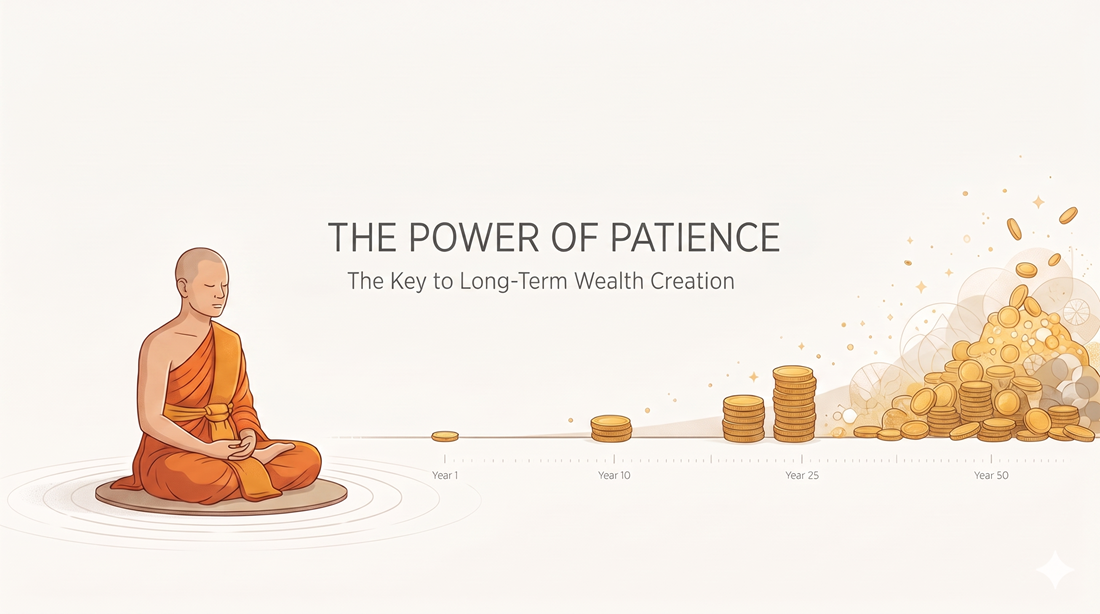 THE POWER OF PATIENCE
The Key to Long-Term Wealth Creation
Year 1
Year 10
Year 25
Year 50